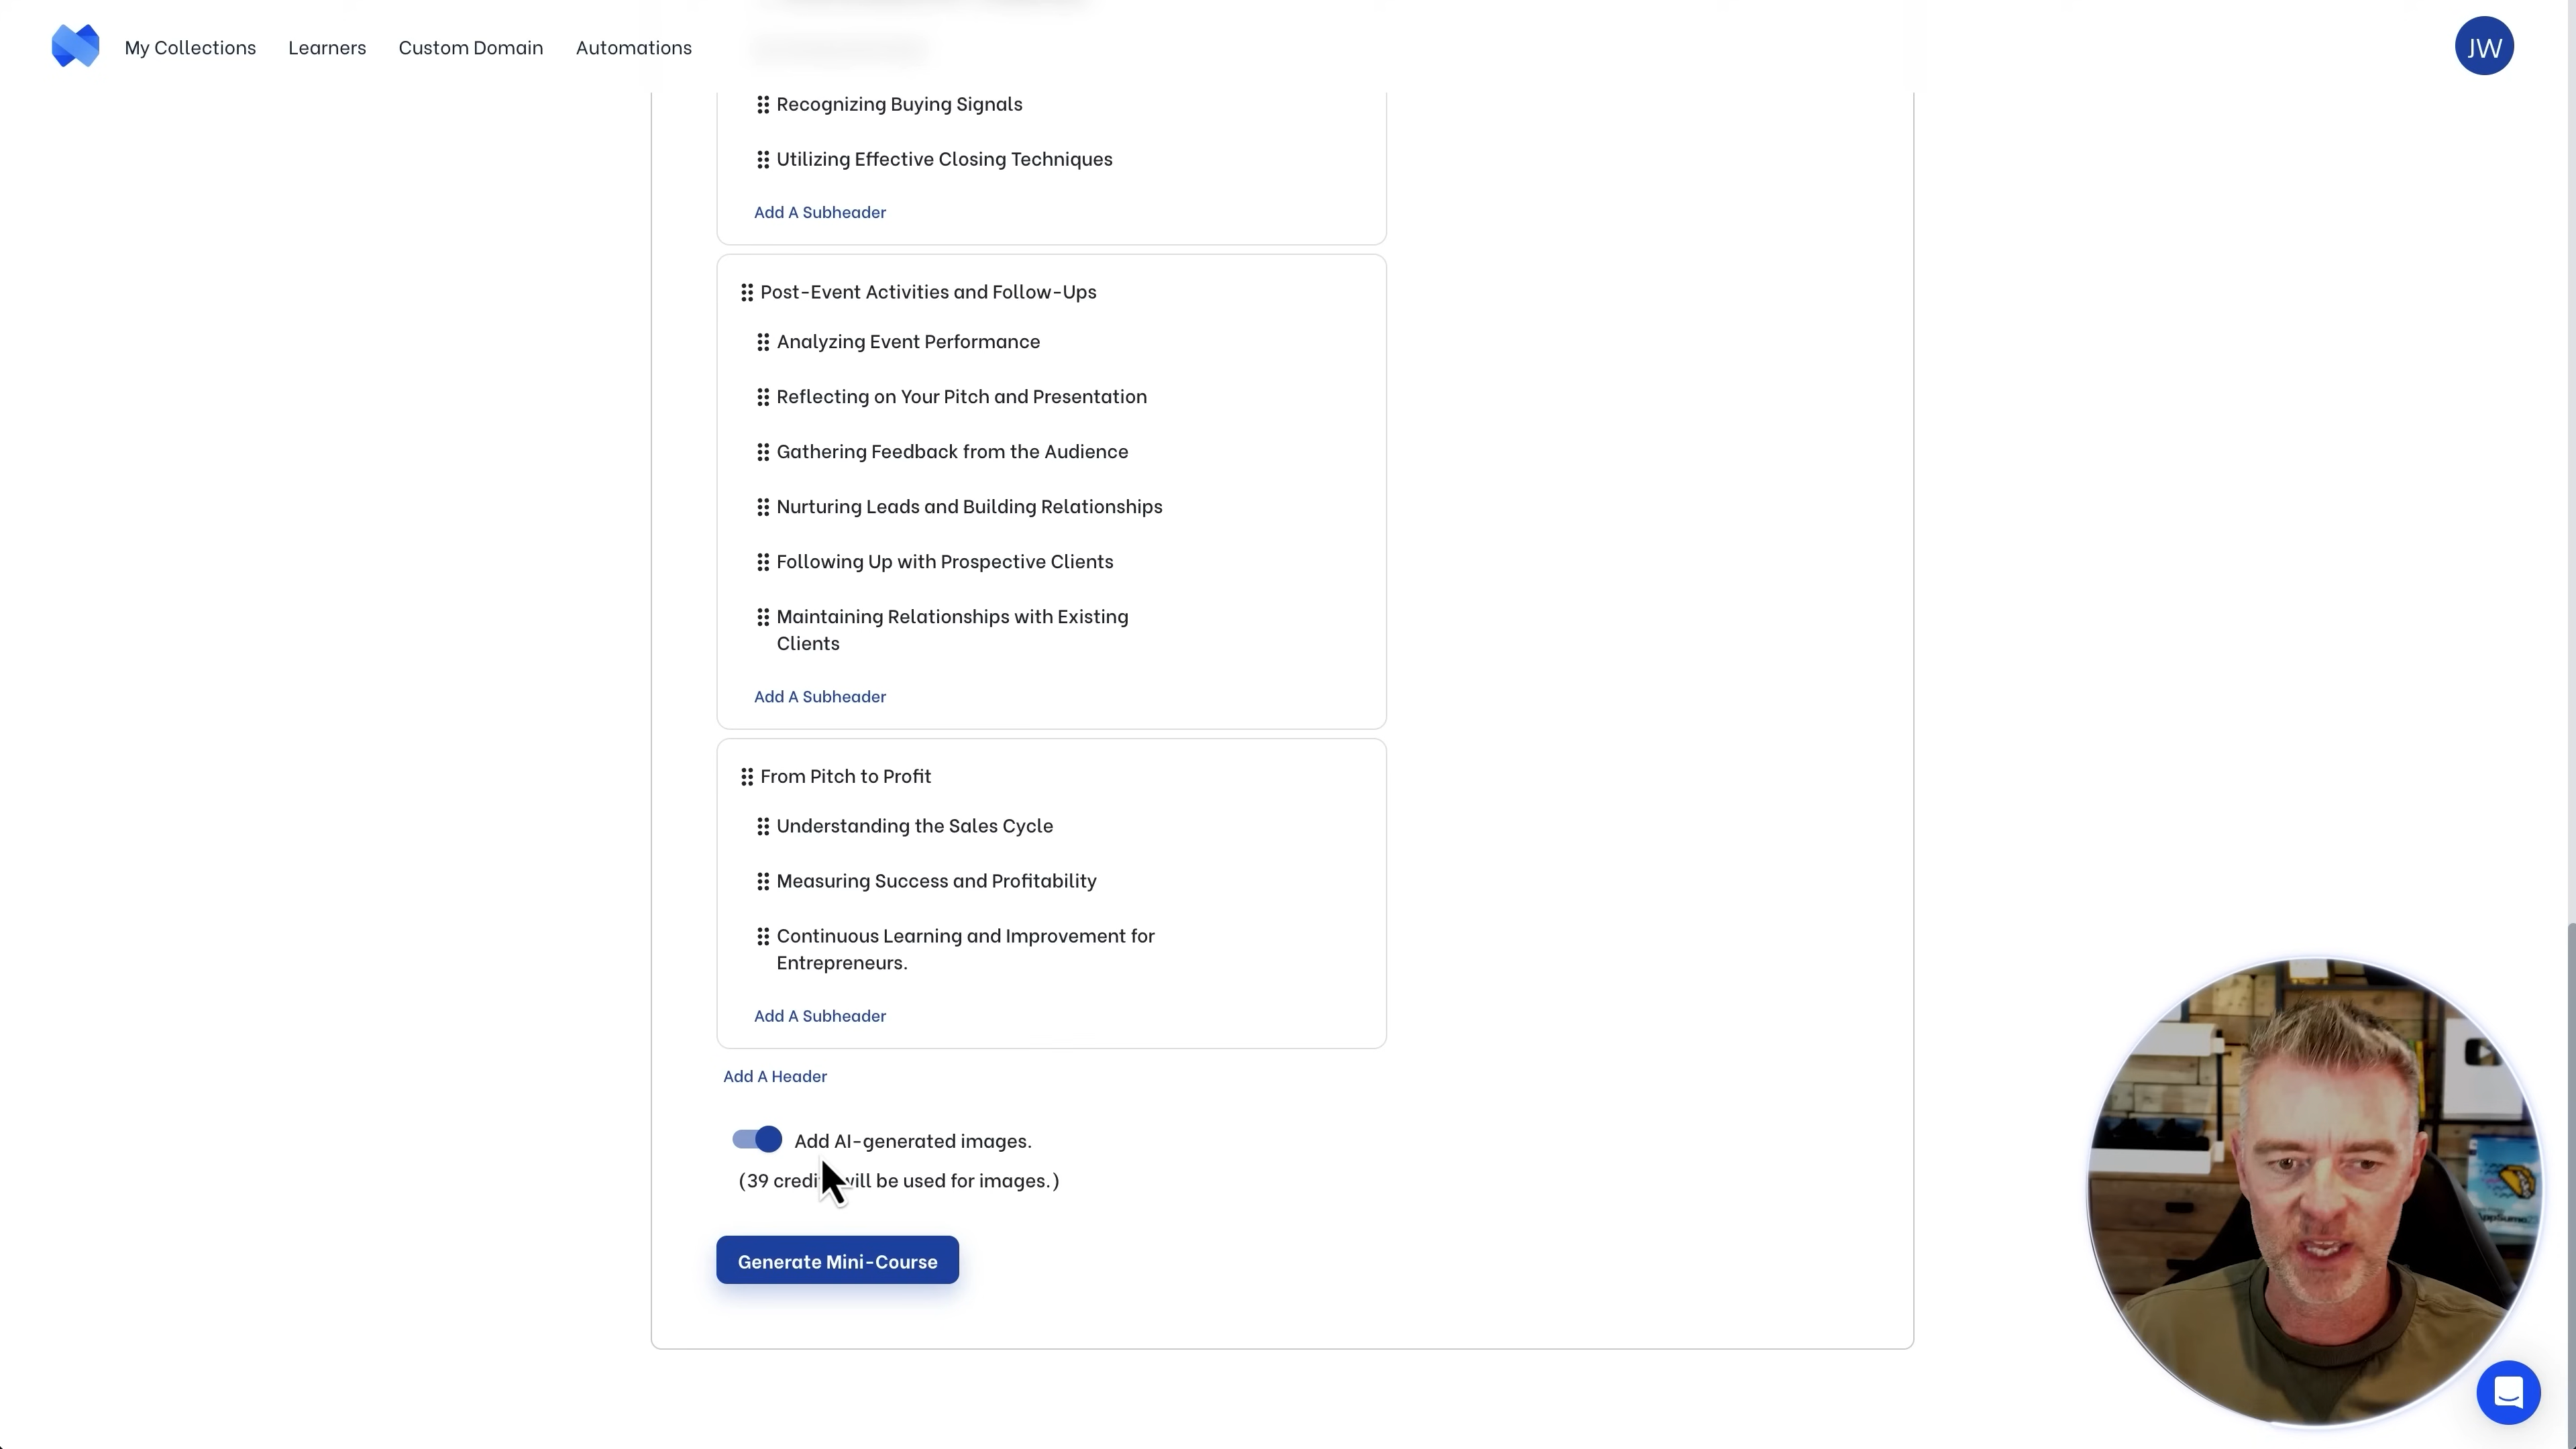 My Collections
Learners
Custom Domain
Automations
JW
Recognizing Buying Signals
Utilizing Effective Closing Techniques
Add A Subheader
Post-Event Activities and Follow-Ups
Analyzing Event Performance
Reflecting on Your Pitch and Presentation
Gathering Feedback from the Audience
Nurturing Leads and Building Relationships
Following Up with Prospective Clients
Maintaining Relationships with Existing
Clients
Add A Subheader
From Pitch to Profit
Understanding the Sales Cycle
Measuring Success and Profitability
Continuous Learning and Improvement for
Entrepreneurs.
Add A Subheader
Add A Header
Add AI-generated images.
(39 credits will be used for images.)
Generate Mini-Course
AppSumo